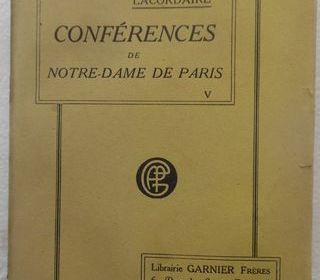 LACORDAIRE
CONFÉRENCES
DE
NOTRE-DAME DE PARIS
V
Librairie GARNIER FRÈRES